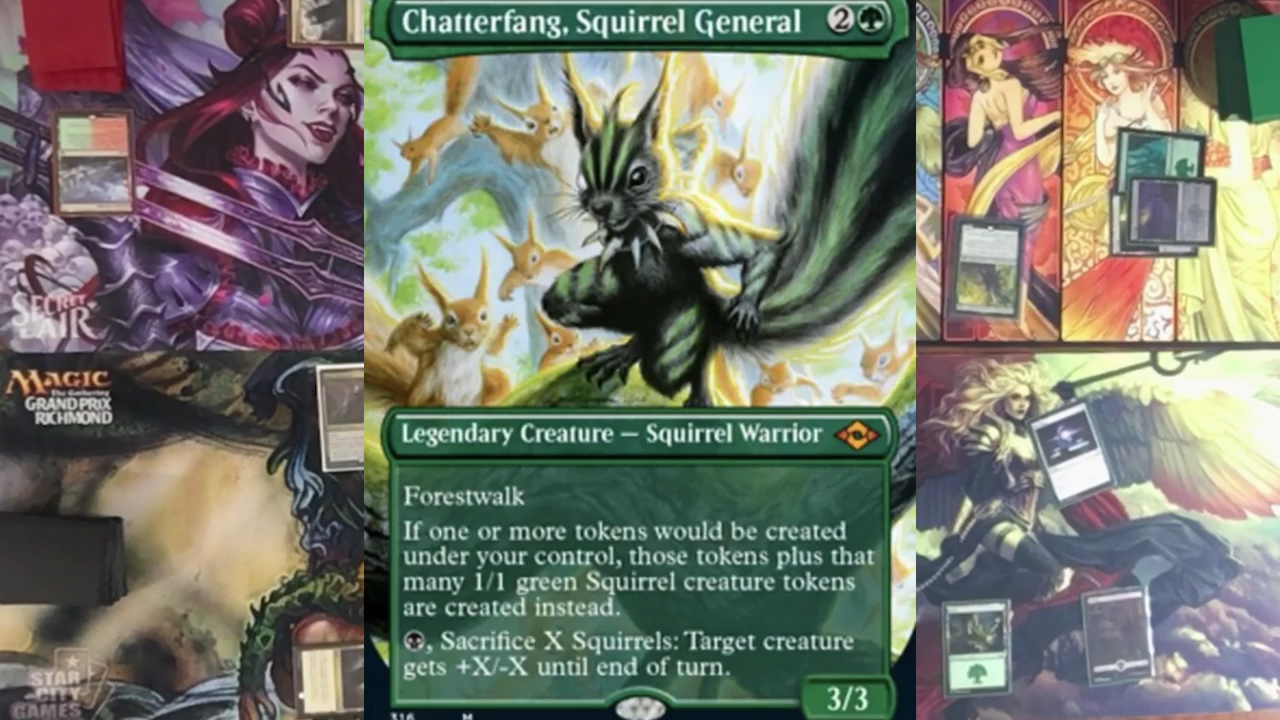 Chatterfang, Squirrel General 2
SECRET
LAIR
MAGIC
The Gathering
GRAND PRIX
RICHMOND
Legendary Creature — Squirrel Warrior
Forestwalk
If one or more tokens would be created
under your control, those tokens plus that
many 1/1 green Squirrel creature tokens
are created instead.
, Sacrifice X Squirrels: Target creature
gets +X/-X until end of turn.
3/3
316 M
STAR
CITY
GAMES